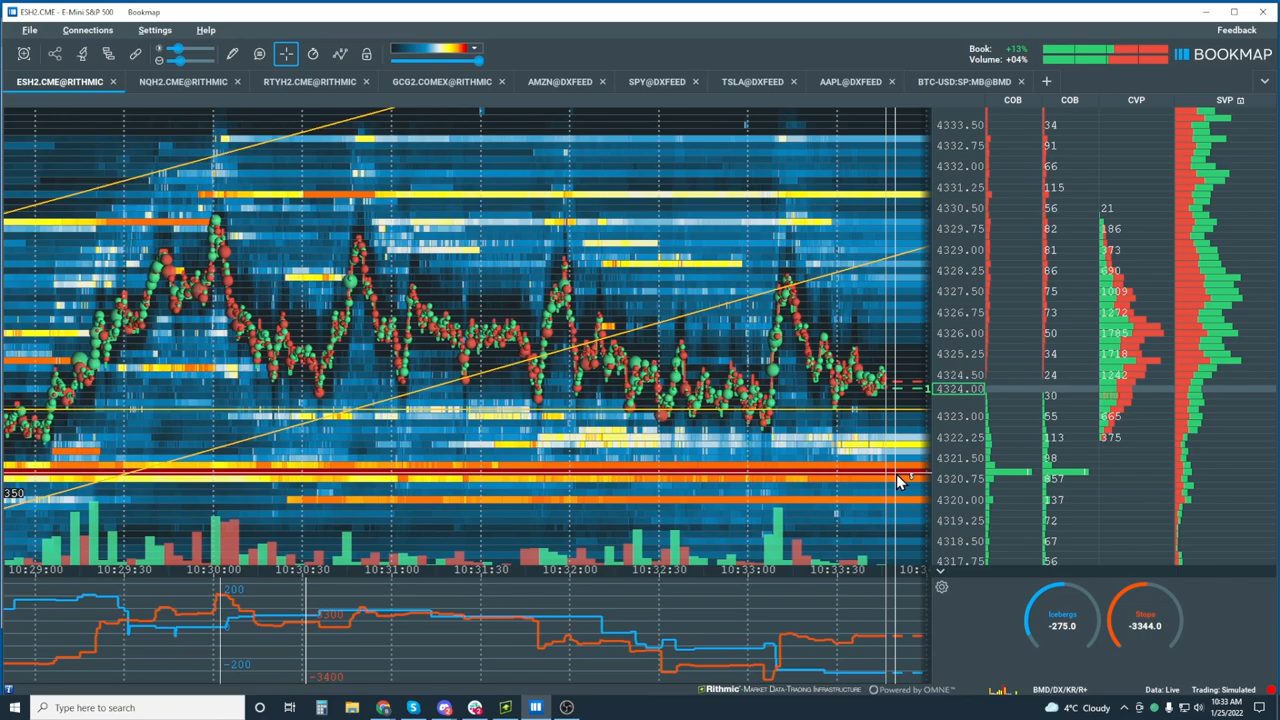 ESH2.CME - E-Mini S&P 500 Bookmap
File Connections Settings Help Feedback
Book: +13%
Volume: +04%
BOOKMAP
ESH2.CME@RITHMIC NQH2.CME@RITHMIC RTYH2.CME@RITHMIC GCG2.COMEX@RITHMIC AMZN@DXFEED SPY@DXFEED TSLA@DXFEED AAPL@DXFEED BTC-USD:SP:MB@BMD
COB COB CVP SVP
4333.50 34
4332.75 91
4332.00 66
4331.25 115
4330.50 56 21
4329.75 82 186
4329.00 81
4328.25 86 690
4327.50 75 1009
4326.75 73 1272
4326.00 50 1785
4325.25 34 1718
4324.50 24 1242
1 4324.00 30
4323.00 55 665
4322.25 113 375
4321.50 98
4320.75 857
4320.00 137
350
4319.25 72
4318.50 67
4317.75 56
10:29:00 10:29:30 10:30:00 10:30:30 10:31:00 10:31:30 10:32:00 10:32:30 10:33:00 10:33:30
200
-200
-3400
Icebergs
-275.0
Stops
-3344.0
Rithmic - Market Data-Trading Infrastructure Powered by OMNE™ BMD/DX/KR/R+ Data: Live Trading: Simulated
Type here to search
4°C Cloudy
10:33 AM
1/25/2022